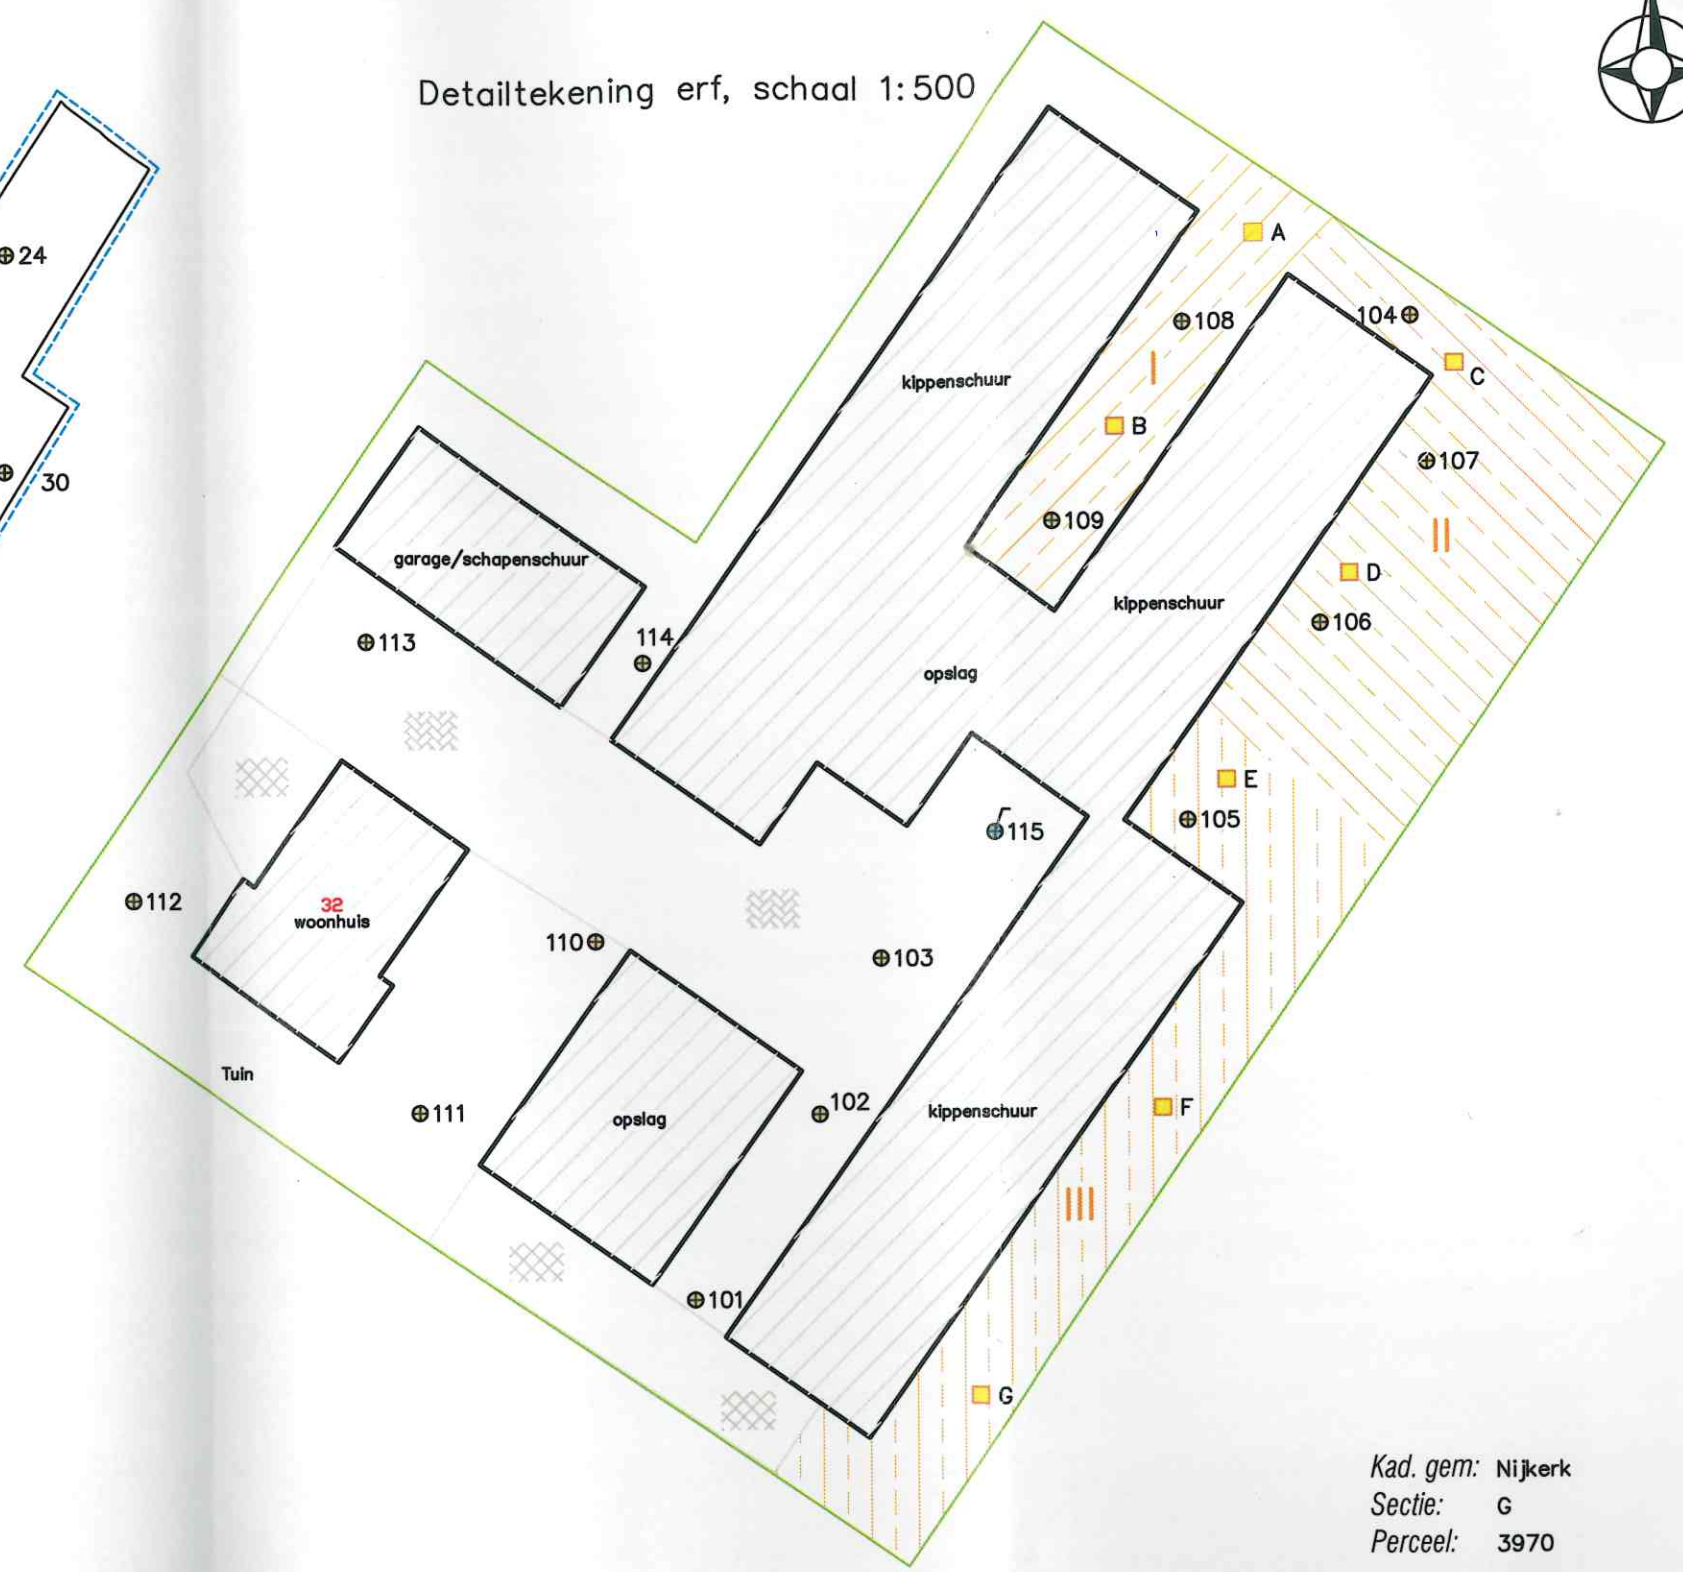 Detailtekening erf, schaal 1:500
24
A
108
104
C
kippenschuur
I
B
107
30
109
II
garage/schapenschuur
D
kippenschuur
106
113
114
opslag
E
105
115
112
32
woonhuis
110
103
Tuin
111
opslag
102
kippenschuur
F
III
101
G
Kad. gem: Nijkerk
Sectie: G
Perceel: 3970